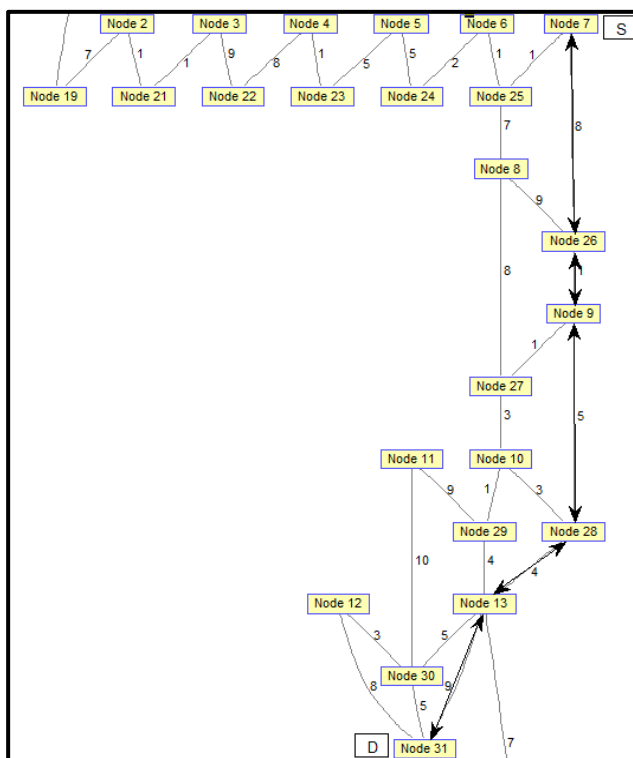 Node 2 Node 3 Node 4 Node 5 Node 6 Node 7 S
7 1 1 9 8 1 5 5 2 1 1
Node 19 Node 21 Node 22 Node 23 Node 24 Node 25
7 8
Node 8
9
Node 26
8 1
Node 9
1
Node 27
3 5
Node 11 Node 10
9 1 3
Node 29 Node 28
10 4 4
Node 12 Node 13
3 5
Node 30
8 9
5
D Node 31 7